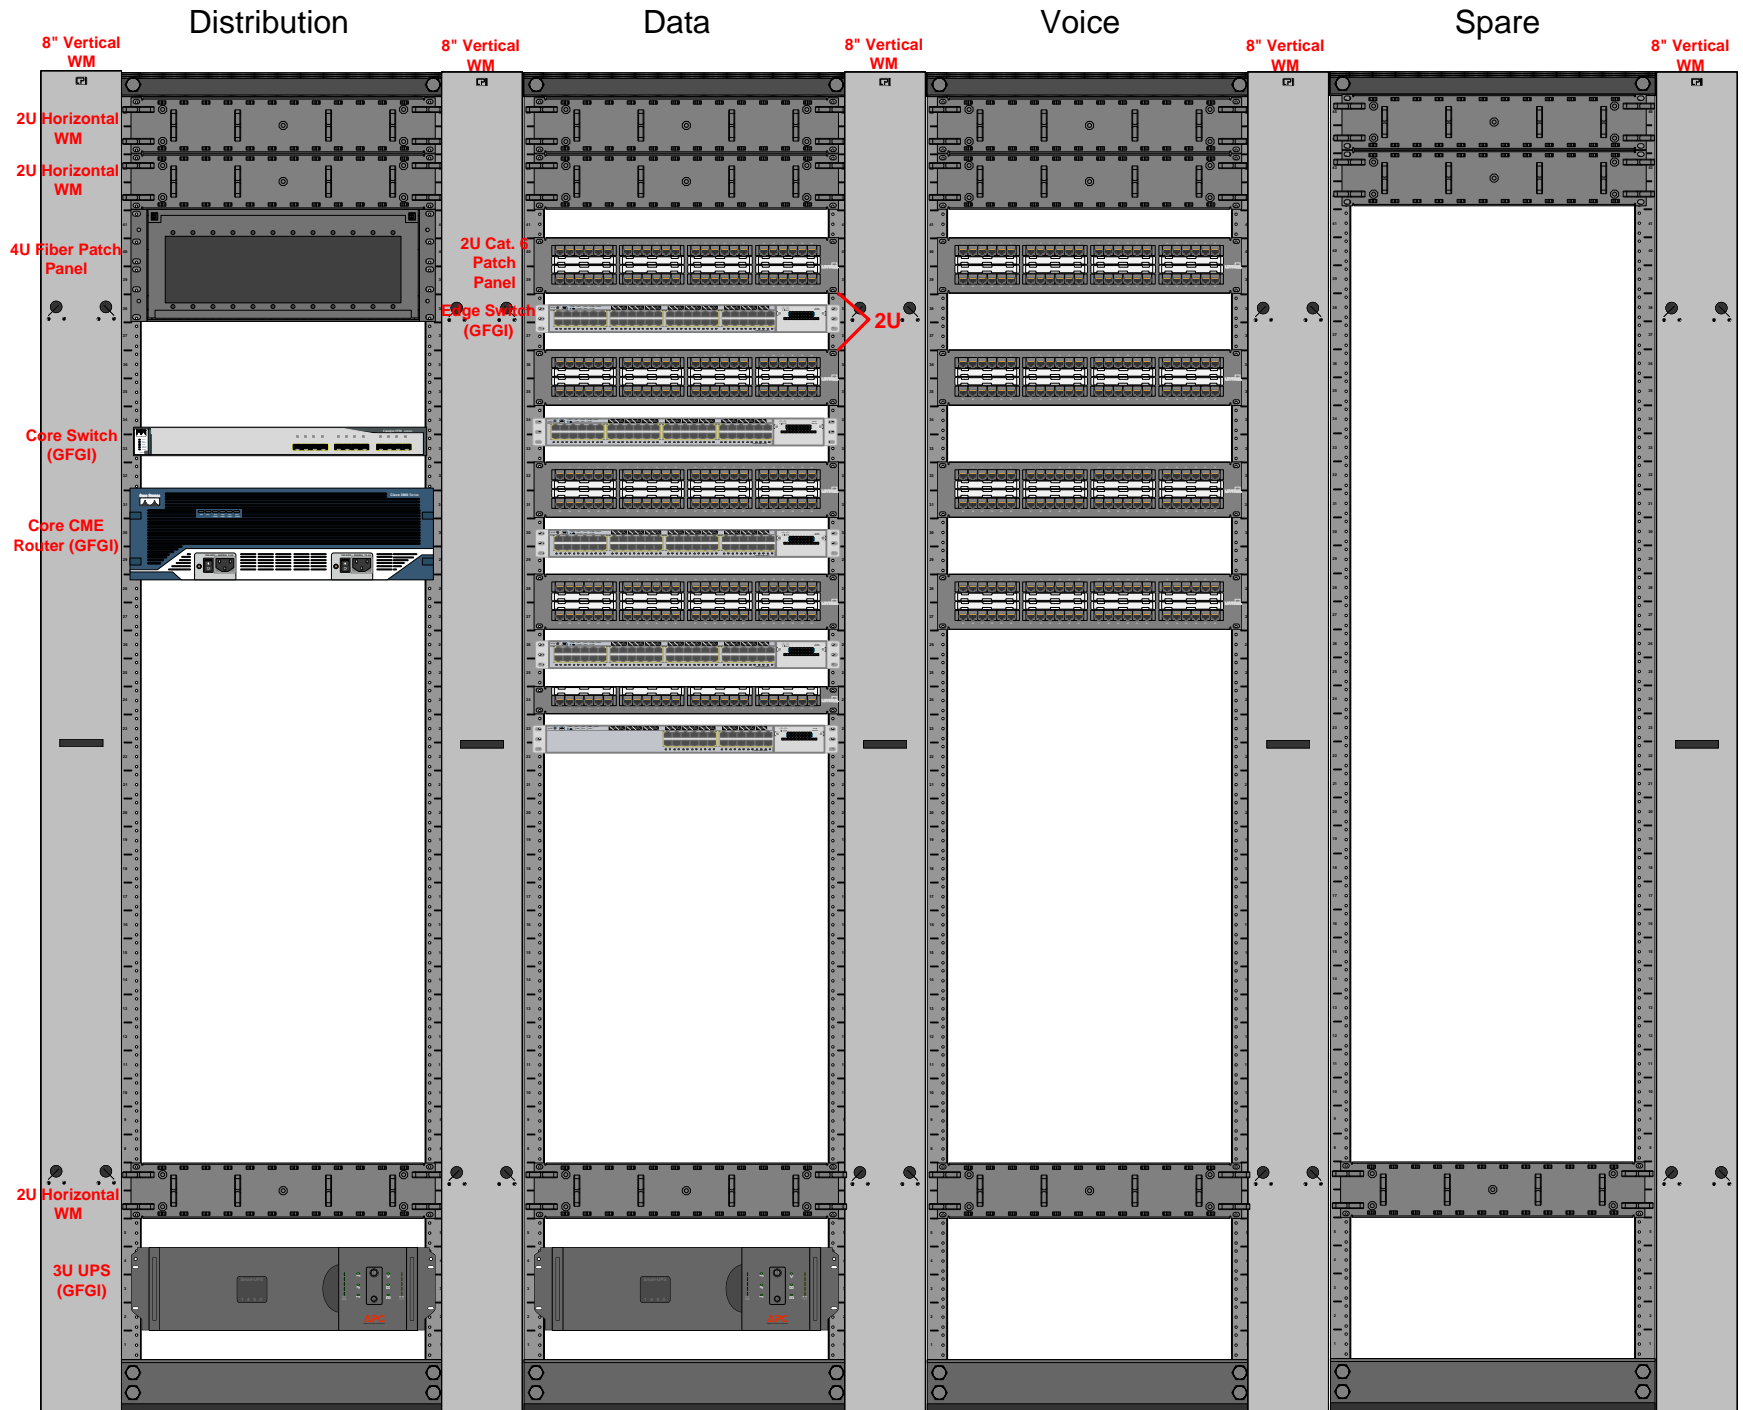 Distribution
Data
Voice
Spare
8" Vertical
WM
8" Vertical
WM
8" Vertical
WM
8" Vertical
WM
8" Vertical
WM
2U Horizontal
WM
2U Horizontal
WM
4U Fiber Patch
Panel
2U Cat. 6
Patch
Panel
Edge Switch
(GFGI)
2U
Core Switch
(GFGI)
Core CME
Router (GFGI)
2U Horizontal
WM
3U UPS
(GFGI)
APC
APC